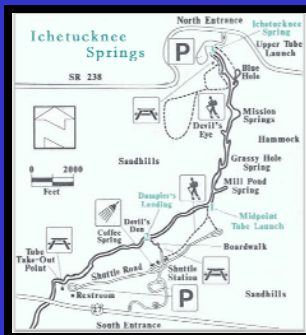 North Entrance
Ichetucknee
Springs
Ichetucknee
Spring
P
Upper Tube
Launch
SR 238
Blue
Hole
Devil's
Eye
Mission
Springs
Hammock
Sandhills
Grassy Hole
Spring
0 2000
Feet
Mill Pond
Spring
Dampier's
Landing
Devil's
Den
Coffee
Spring
Midpoint
Tube Launch
Tube
Take-Out
Point
Boardwalk
Shuttle Road
Shuttle
Station
Restroom
P
Sandhills
27
South Entrance